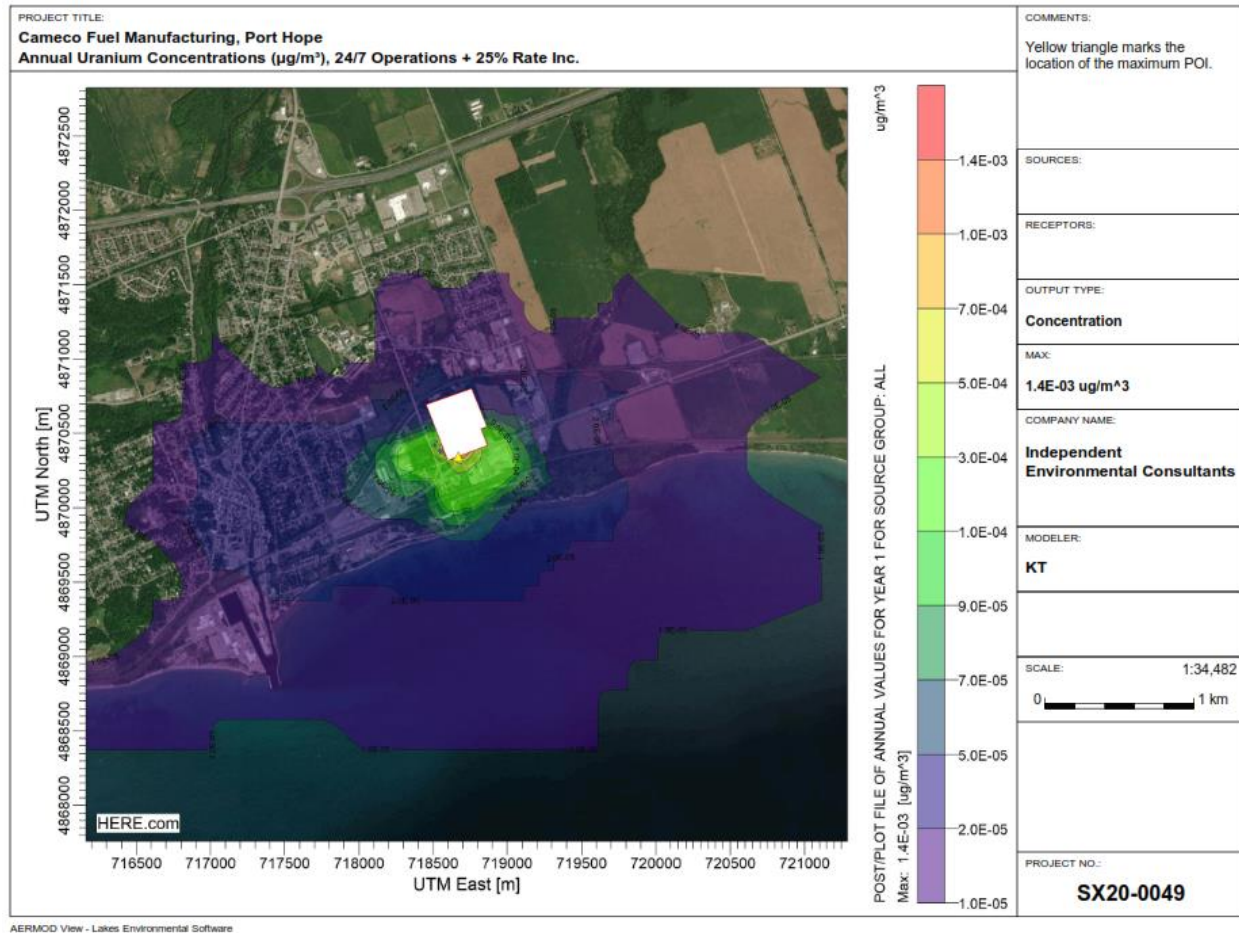 PROJECT TITLE:
Cameco Fuel Manufacturing, Port Hope
Annual Uranium Concentrations (µg/m³), 24/7 Operations + 25% Rate Inc.
COMMENTS:
Yellow triangle marks the
location of the maximum POI.
SOURCES:
RECEPTORS:
OUTPUT TYPE:
Concentration
MAX:
1.4E-03 ug/m^3
COMPANY NAME:
Independent
Environmental Consultants
MODELER:
KT
SCALE:
1:34,482
0
1 km
PROJECT NO.:
SX20-0049
UTM North [m]
4872500
4872000
4871500
4871000
4870500
4870000
4869500
4869000
4868500
4868000
HERE.com
716500
717000
717500
718000
718500
719000
719500
720000
720500
721000
UTM East [m]
ug/m^3
1.4E-03
1.0E-03
7.0E-04
5.0E-04
3.0E-04
1.0E-04
9.0E-05
7.0E-05
5.0E-05
2.0E-05
1.0E-05
POST/PLOT FILE OF ANNUAL VALUES FOR YEAR 1 FOR SOURCE GROUP: ALL
Max: 1.4E-03 [ug/m^3]
AERMOD View - Lakes Environmental Software